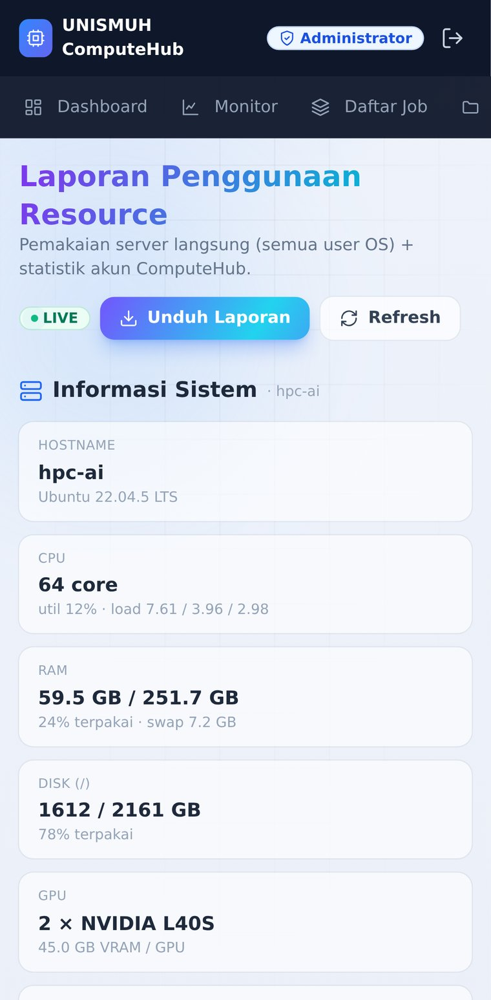 UNISMUH
ComputeHub
Administrator
Dashboard
Monitor
Daftar Job
Laporan Penggunaan
Resource
Pemakaian server langsung (semua user OS) +
statistik akun ComputeHub.
LIVE
Unduh Laporan
Refresh
Informasi Sistem · hpc-ai
HOSTNAME
hpc-ai
Ubuntu 22.04.5 LTS
CPU
64 core
util 12% · load 7.61 / 3.96 / 2.98
RAM
59.5 GB / 251.7 GB
24% terpakai · swap 7.2 GB
DISK (/)
1612 / 2161 GB
78% terpakai
GPU
2 × NVIDIA L40S
45.0 GB VRAM / GPU